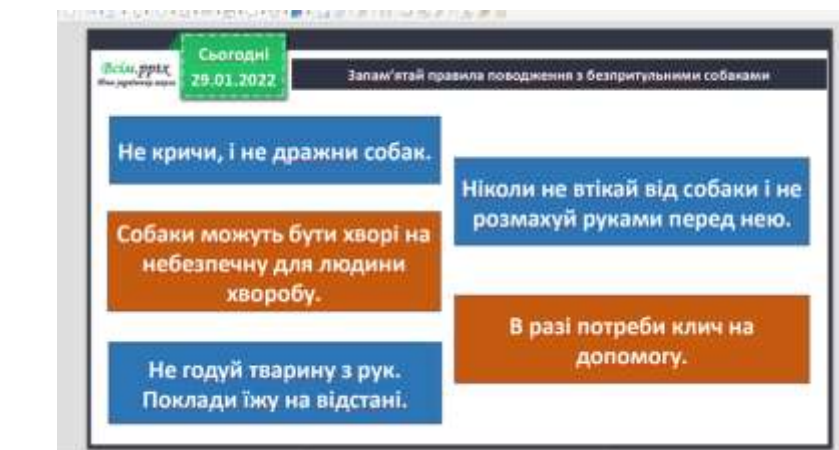 Сьогодні
29.01.2022
Всім.pptx
Запам'ятай правила поводження з безпритульними собаками
Не кричи, і не дражни собак.
Собаки можуть бути хворі на
небезпечну для людини
хворобу.
Не годуй тварину з рук.
Поклади їжу на відстані.
Ніколи не втікай від собаки і не
розмахуй руками перед нею.
В разі потреби клич на
допомогу.